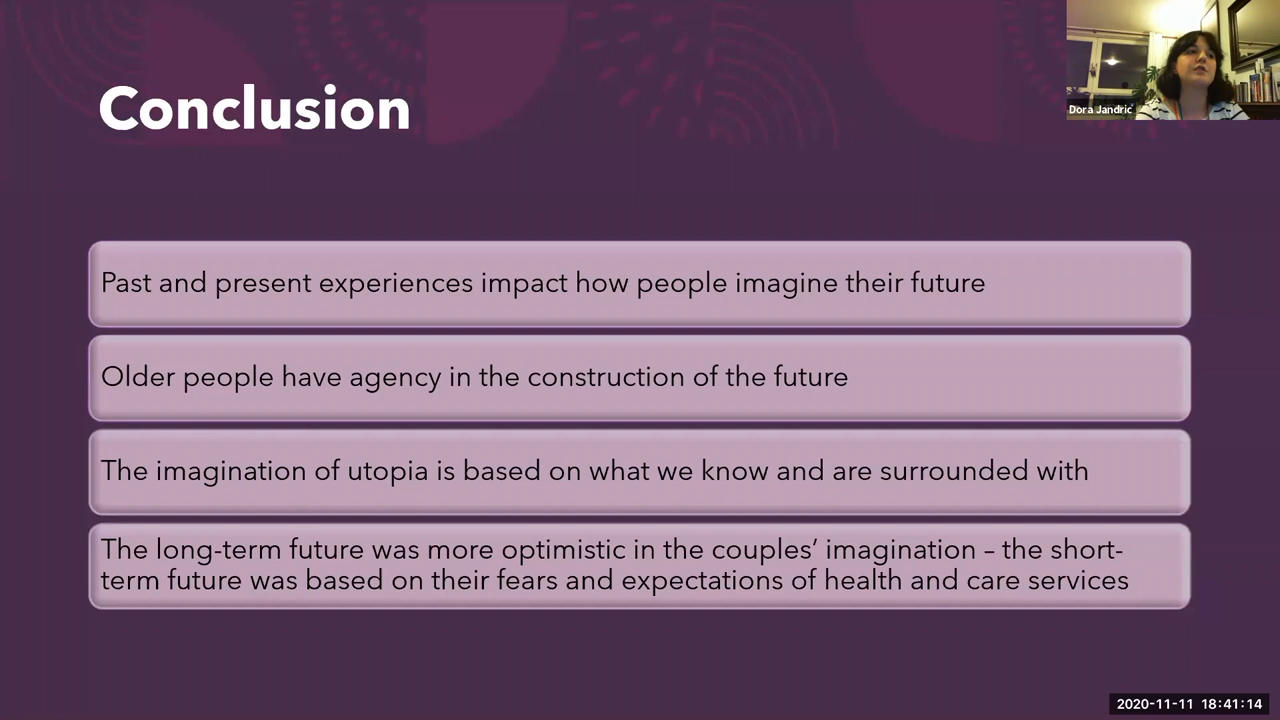 Conclusion
Dora Jandric
Past and present experiences impact how people imagine their future
Older people have agency in the construction of the future
The imagination of utopia is based on what we know and are surrounded with
The long-term future was more optimistic in the couples’ imagination – the short-
term future was based on their fears and expectations of health and care services
2020-11-11 18:41:14